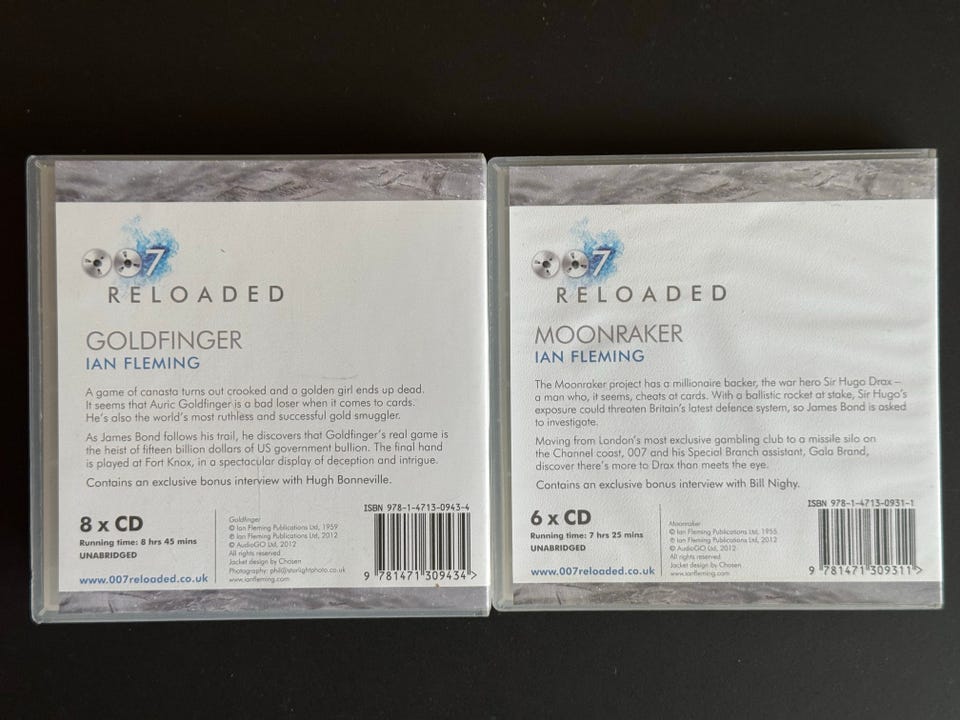 007
RELOADED
GOLDFINGER
IAN FLEMING
A game of canasta turns out crooked and a golden girl ends up dead.
It seems that Auric Goldfinger is a bad loser when it comes to cards.
He's also the world's most ruthless and successful gold smuggler.
As James Bond follows his trail, he discovers that Goldfinger's real game is
the heist of fifteen billion dollars of US government bullion. The final hand
is played at Fort Knox, in a spectacular display of deception and intrigue.
Contains an exclusive bonus interview with Hugh Bonneville.
8 x CD
Running time: 8 hrs 45 mins
UNABRIDGED
www.007reloaded.co.uk
Goldfinger
© Ian Fleming Publications Ltd, 1959
℗ Ian Fleming Publications Ltd, 2012
© AudioGO Ltd, 2012
All rights reserved
Jacket design by Chosen
Photography: phil@starlightphoto.co.uk
www.ianfleming.com
ISBN 978-1-4713-0943-4
9 781471 309434 >
007
RELOADED
MOONRAKER
IAN FLEMING
The Moonraker project has a millionaire backer, the war hero Sir Hugo Drax –
a man who, it seems, cheats at cards. With a ballistic rocket at stake, Sir Hugo's
exposure could threaten Britain's latest defence system, so James Bond is asked
to investigate.
Moving from London's most exclusive gambling club to a missile silo on
the Channel coast, 007 and his Special Branch assistant, Gala Brand,
discover there's more to Drax than meets the eye.
Contains an exclusive bonus interview with Bill Nighy.
6 x CD
Running time: 7 hrs 25 mins
UNABRIDGED
www.007reloaded.co.uk
Moonraker
© Ian Fleming Publications Ltd, 1955
℗ Ian Fleming Publications Ltd, 2012
© AudioGO Ltd, 2012
All rights reserved
Jacket design by Chosen
www.ianfleming.com
ISBN 978-1-4713-0931-1
9 781471 309311 >